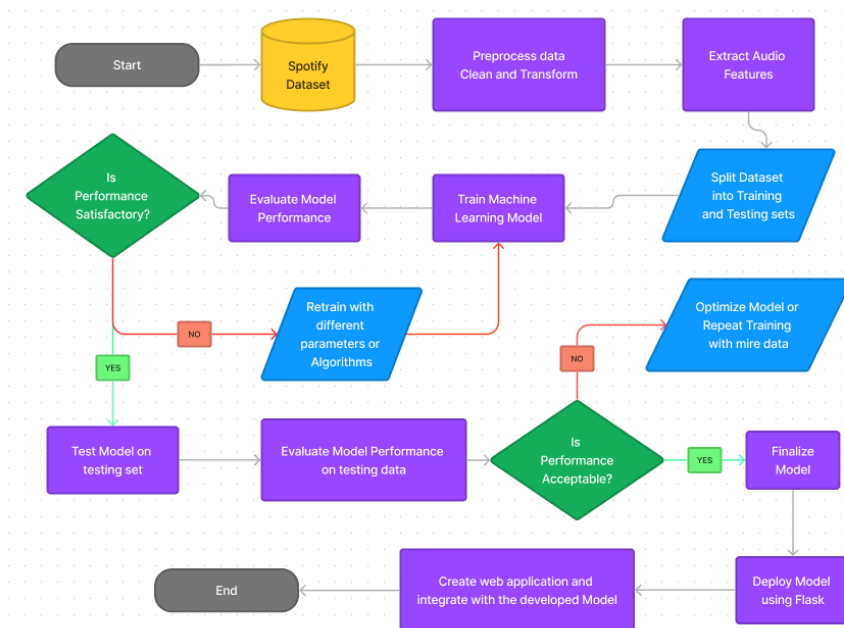 Start
Spotify
Dataset
Preprocess data
Clean and Transform
Extract Audio
Features
Split Dataset
into Training
and Testing sets
Train Machine
Learning Model
Evaluate Model
Performance
Is
Performance
Satisfactory?
NO
Retrain with
different
parameters or
Algorithms
YES
Test Model on
testing set
Evaluate Model Performance
on testing data
Is
Performance
Acceptable?
NO
Optimize Model or
Repeat Training
with mire data
YES
Finalize
Model
Deploy Model
using Flask
Create web application and
integrate with the developed Model
End